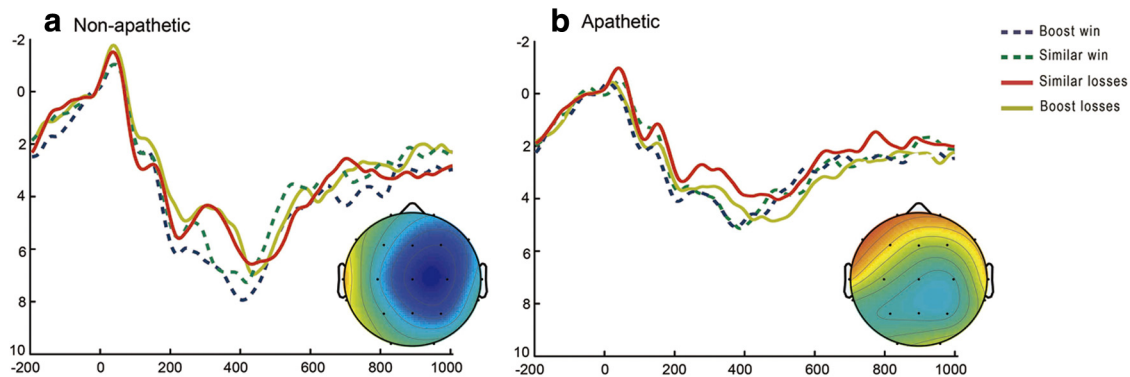 a Non-apathetic
-2
0
2
4
6
8
10
-200 0 200 400 600 800 1000
b Apathetic
-2
0
2
4
6
8
10
-200 0 200 400 600 800 1000
Boost win
Similar win
Similar losses
Boost losses